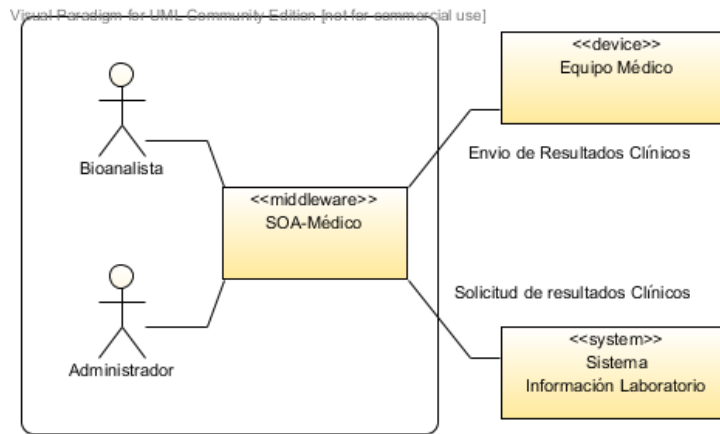 Visual Paradigm for UML Community Edition [not for commercial use]
<<device>>
Equipo Médico
Bioanalista
Envio de Resultados Clínicos
<<middleware>>
SOA-Médico
Administrador
Solicitud de resultados Clínicos
<<system>>
Sistema
Información Laboratorio